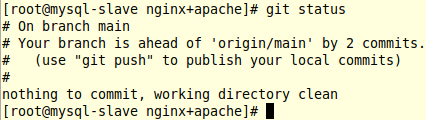 [root@mysql-slave nginx+apache]# git status
# On branch main
# Your branch is ahead of 'origin/main' by 2 commits.
#   (use "git push" to publish your local commits)
#
nothing to commit, working directory clean
[root@mysql-slave nginx+apache]#